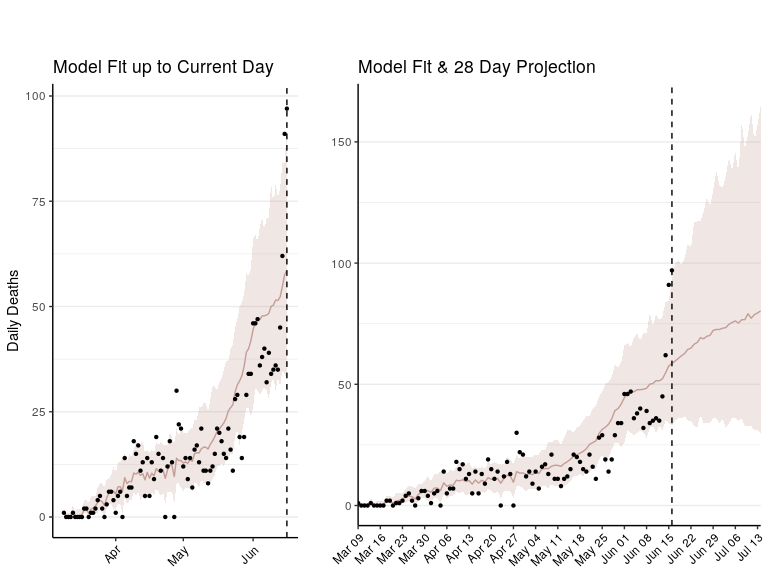 Model Fit up to Current Day
Daily Deaths
100
75
50
25
0
Apr
May
Jun
Model Fit & 28 Day Projection
150
100
50
0
Mar 09
Mar 16
Mar 23
Mar 30
Apr 06
Apr 13
Apr 20
Apr 27
May 04
May 11
May 18
May 25
Jun 01
Jun 08
Jun 15
Jun 22
Jun 29
Jul 06
Jul 13